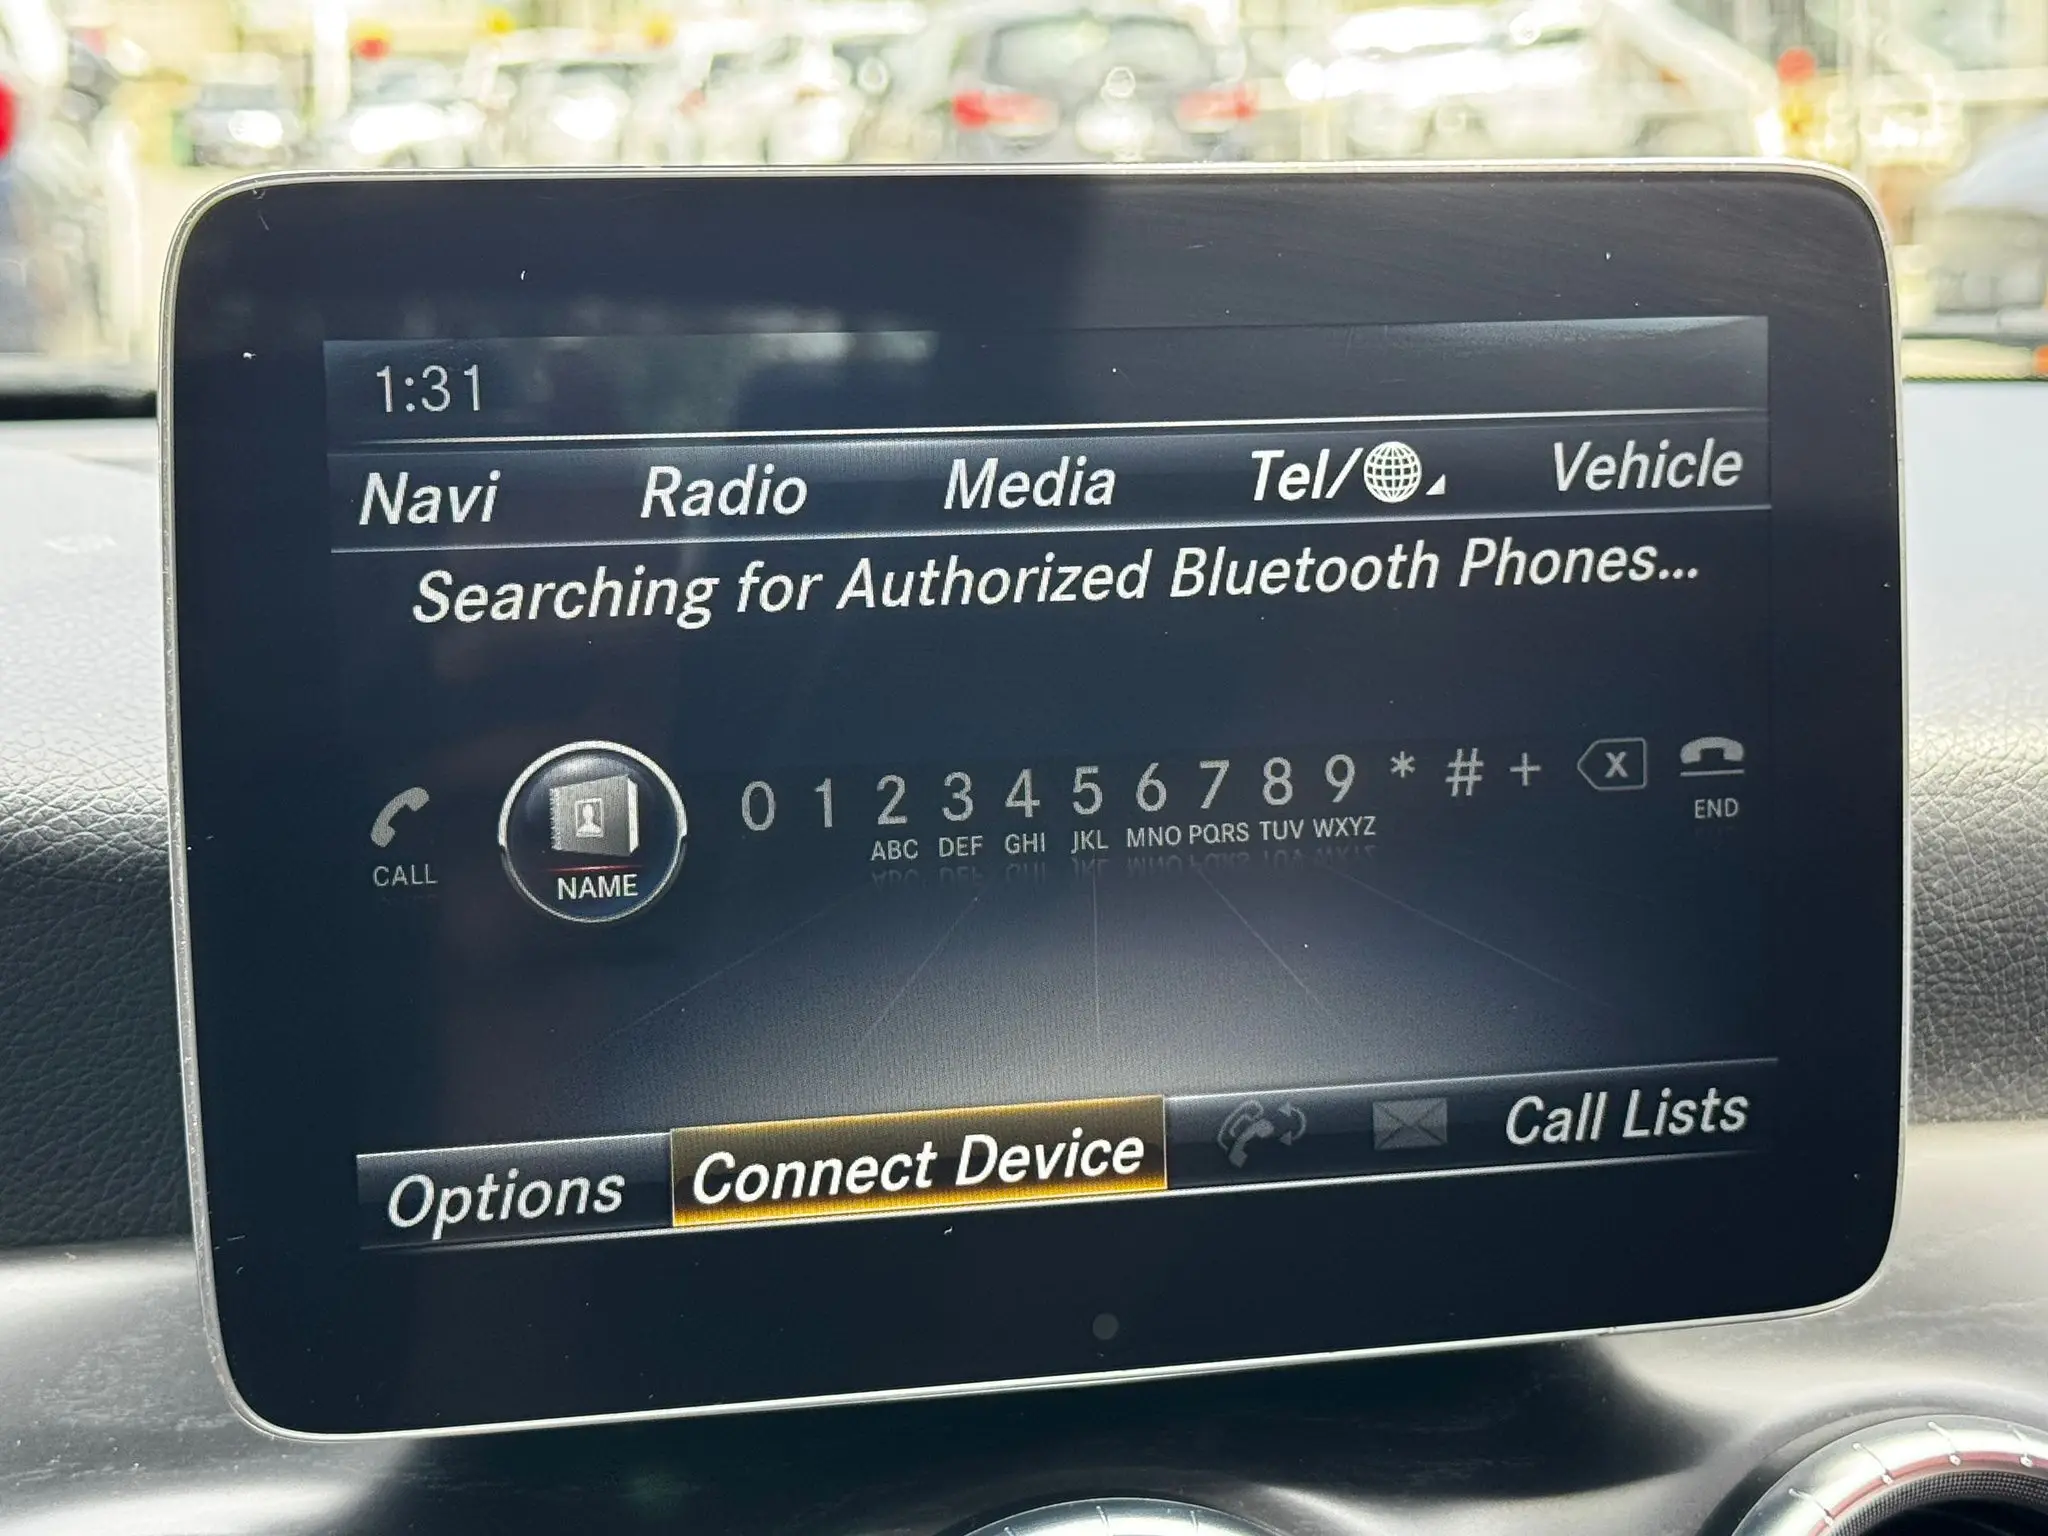 1:31
Navi Radio Media Tel/ Vehicle
Searching for Authorized Bluetooth Phones...
0 1 2 3 4 5 6 7 8 9 * # + X
ABC DEF GHI JKL MNO PQRS TUV WXYZ END
CALL NAME
Options Connect Device Call Lists